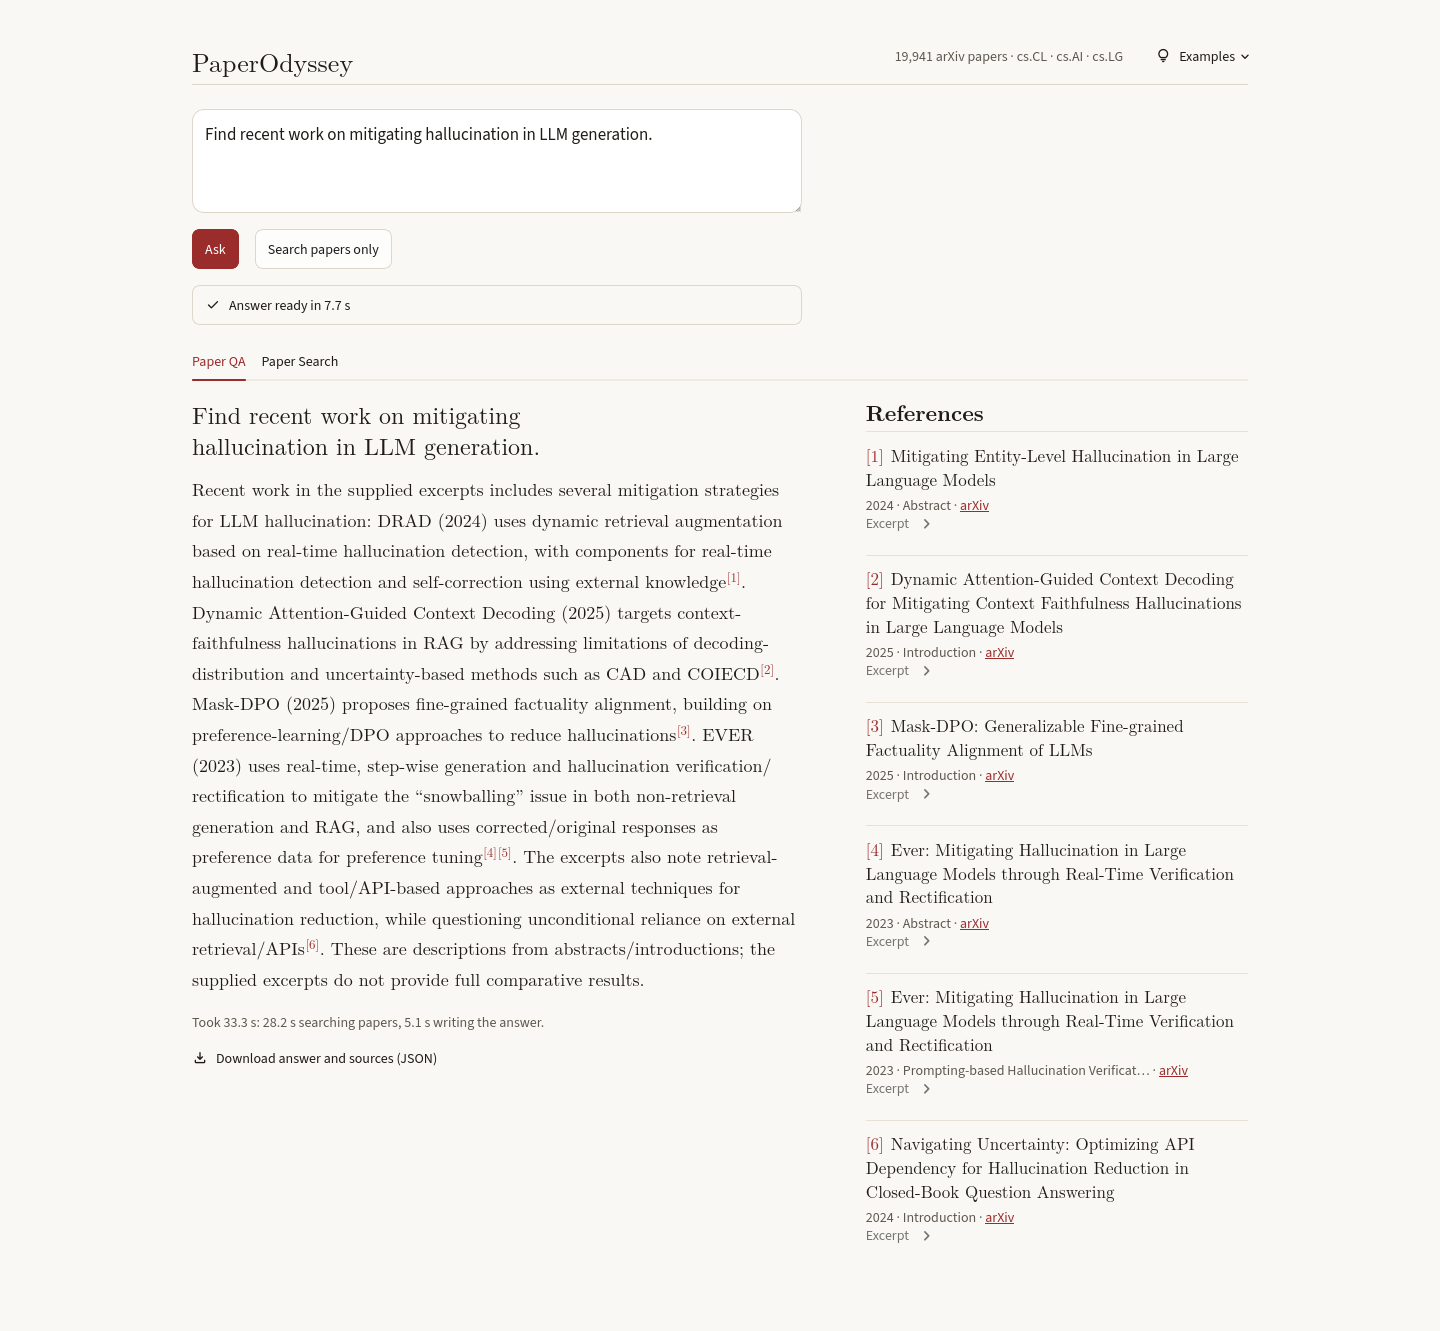 PaperOdyssey
19,941 arXiv papers · cs.CL · cs.AI · cs.LG
Examples
Find recent work on mitigating hallucination in LLM generation.
Ask
Search papers only
Answer ready in 7.7 s
Paper QA
Paper Search
Find recent work on mitigating
hallucination in LLM generation.
Recent work in the supplied excerpts includes several mitigation strategies
for LLM hallucination: DRAD (2024) uses dynamic retrieval augmentation
based on real-time hallucination detection, with components for real-time
hallucination detection and self-correction using external knowledge[1].
Dynamic Attention-Guided Context Decoding (2025) targets context-
faithfulness hallucinations in RAG by addressing limitations of decoding-
distribution and uncertainty-based methods such as CAD and COIECD[2].
Mask-DPO (2025) proposes fine-grained factuality alignment, building on
preference-learning/DPO approaches to reduce hallucinations[3]. EVER
(2023) uses real-time, step-wise generation and hallucination verification/
rectification to mitigate the “snowballing” issue in both non-retrieval
generation and RAG, and also uses corrected/original responses as
preference data for preference tuning[4][5]. The excerpts also note retrieval-
augmented and tool/API-based approaches as external techniques for
hallucination reduction, while questioning unconditional reliance on external
retrieval/APIs[6]. These are descriptions from abstracts/introductions; the
supplied excerpts do not provide full comparative results.
Took 33.3 s: 28.2 s searching papers, 5.1 s writing the answer.
Download answer and sources (JSON)
References
[1] Mitigating Entity-Level Hallucination in Large
Language Models
2024 · Abstract · arXiv
Excerpt
[2] Dynamic Attention-Guided Context Decoding
for Mitigating Context Faithfulness Hallucinations
in Large Language Models
2025 · Introduction · arXiv
Excerpt
[3] Mask-DPO: Generalizable Fine-grained
Factuality Alignment of LLMs
2025 · Introduction · arXiv
Excerpt
[4] Ever: Mitigating Hallucination in Large
Language Models through Real-Time Verification
and Rectification
2023 · Abstract · arXiv
Excerpt
[5] Ever: Mitigating Hallucination in Large
Language Models through Real-Time Verification
and Rectification
2023 · Prompting-based Hallucination Verificat… · arXiv
Excerpt
[6] Navigating Uncertainty: Optimizing API
Dependency for Hallucination Reduction in
Closed-Book Question Answering
2024 · Introduction · arXiv
Excerpt